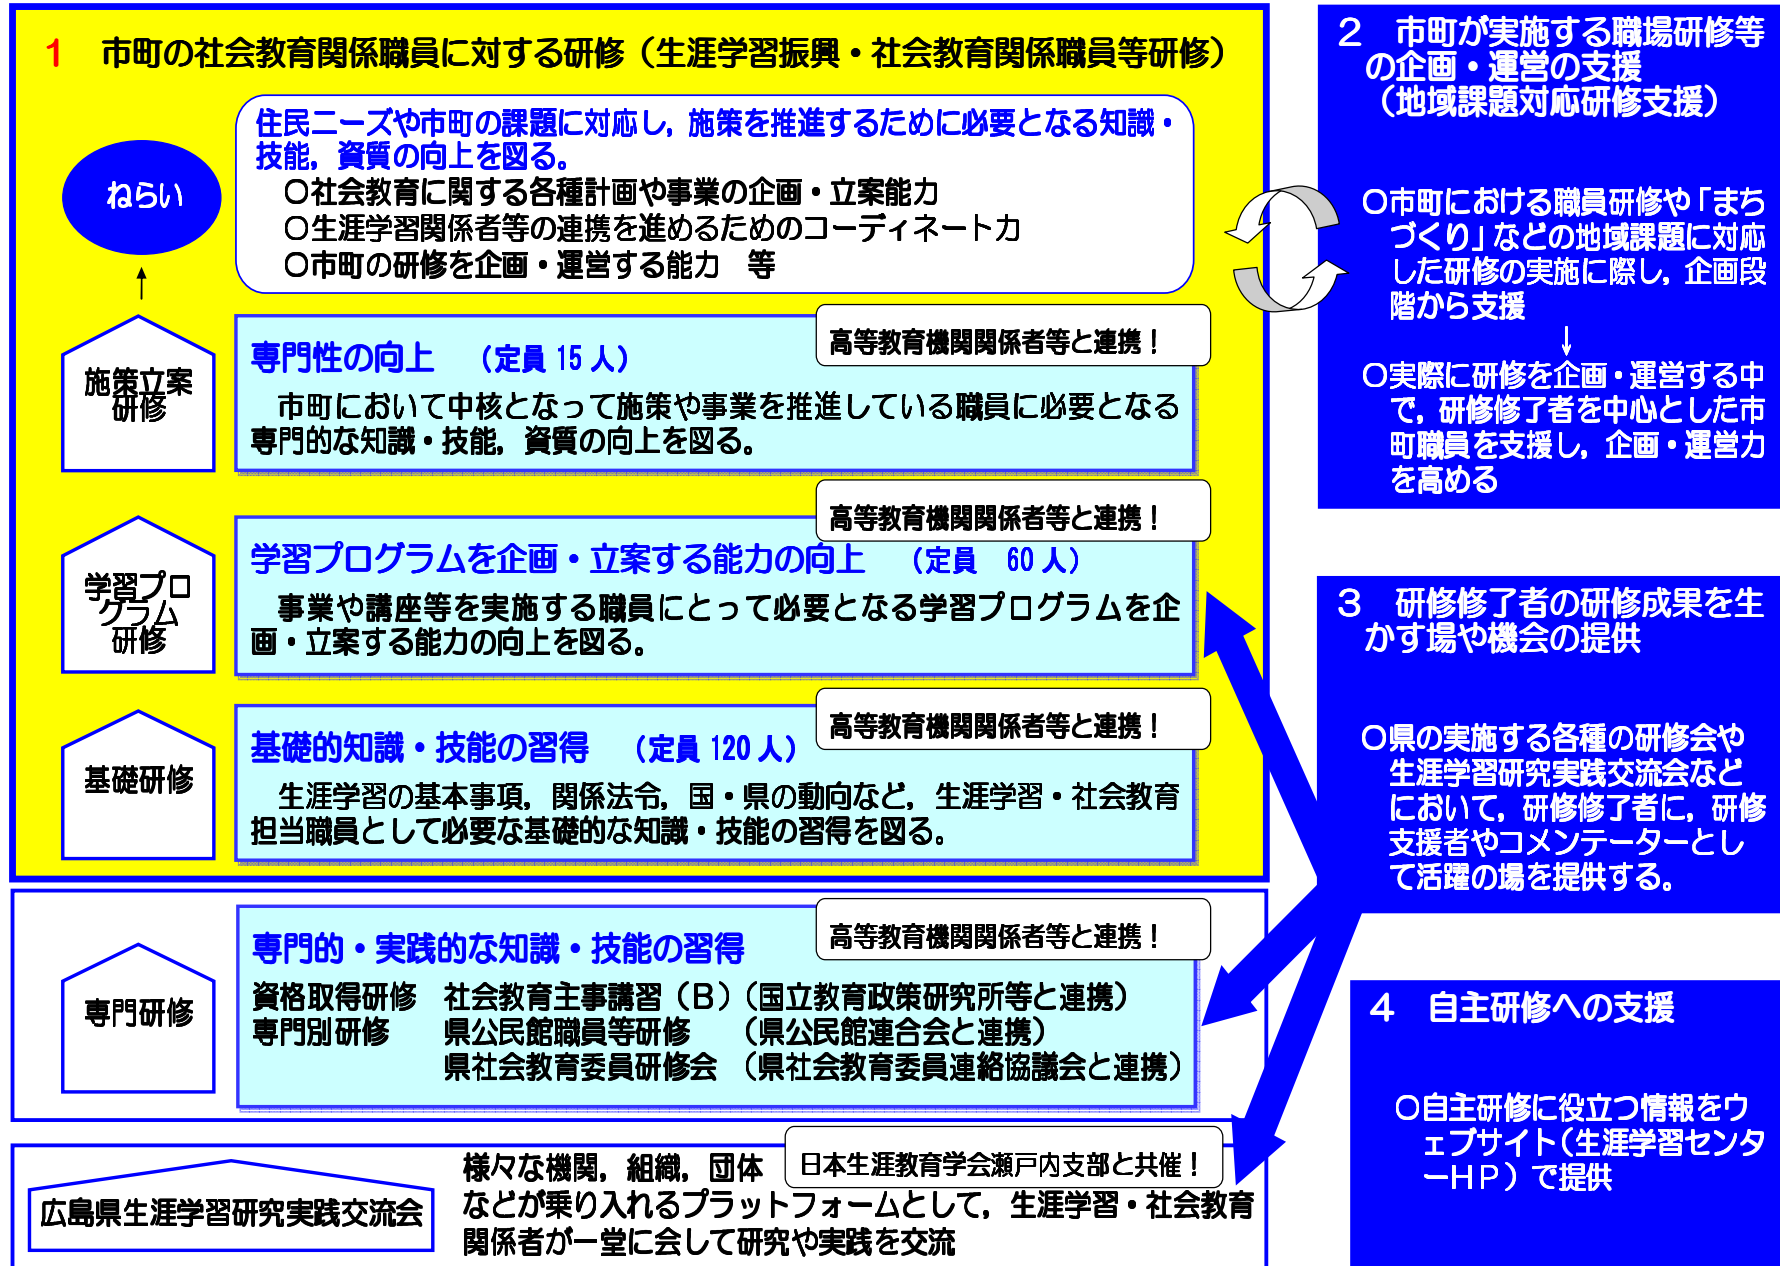 1　市町の社会教育関係職員に対する研修（生涯学習振興・社会教育関係職員等研修）
ねらい
住民ニーズや市町の課題に対応し，施策を推進するために必要となる知識・
技能，資質の向上を図る。
○社会教育に関する各種計画や事業の企画・立案能力
○生涯学習関係者等の連携を進めるためのコーディネート力
○市町の研修を企画・運営する能力　等
施策立案
研修
高等教育機関関係者等と連携！
専門性の向上　（定員 15 人）
市町において中核となって施策や事業を推進している職員に必要となる
専門的な知識・技能，資質の向上を図る。
学習プロ
グラム
研修
高等教育機関関係者等と連携！
学習プログラムを企画・立案する能力の向上　（定員　60 人）
事業や講座等を実施する職員にとって必要となる学習プログラムを企
画・立案する能力の向上を図る。
基礎研修
高等教育機関関係者等と連携！
基礎的知識・技能の習得　（定員 120 人）
生涯学習の基本事項，関係法令，国・県の動向など，生涯学習・社会教育
担当職員として必要な基礎的な知識・技能の習得を図る。
専門研修
高等教育機関関係者等と連携！
専門的・実践的な知識・技能の習得
資格取得研修　社会教育主事講習（Ｂ）（国立教育政策研究所等と連携）
専門別研修　県公民館職員等研修　（県公民館連合会と連携）
県社会教育委員研修会　（県社会教育委員連絡協議会と連携）
広島県生涯学習研究実践交流会
日本生涯教育学会瀬戸内支部と共催！
様々な機関，組織，団体
などが乗り入れるプラットフォームとして，生涯学習・社会教育
関係者が一堂に会して研究や実践を交流
２　市町が実施する職場研修等
の企画・運営の支援
（地域課題対応研修支援）
○市町における職員研修や「まち
づくり」などの地域課題に対応
した研修の実施に際し，企画段
階から支援
↓
○実際に研修を企画・運営する中
で，研修修了者を中心とした市
町職員を支援し，企画・運営力
を高める
３　研修修了者の研修成果を生
かす場や機会の提供
○県の実施する各種の研修会や
生涯学習研究実践交流会など
において，研修修了者に，研修
支援者やコメンテーターとし
て活躍の場を提供する。
４　自主研修への支援
○自主研修に役立つ情報をウ
ェブサイト（生涯学習センタ
ーＨＰ）で提供